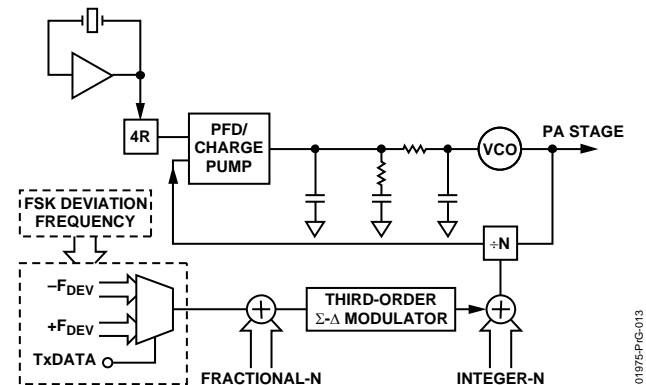 4R
PFD/
CHARGE
PUMP
VCO
PA STAGE
FSK DEVIATION
FREQUENCY
÷N
–FDEV
+FDEV
TxDATA
THIRD-ORDER
Σ-Δ MODULATOR
FRACTIONAL-N
INTEGER-N
01975-PrG-013